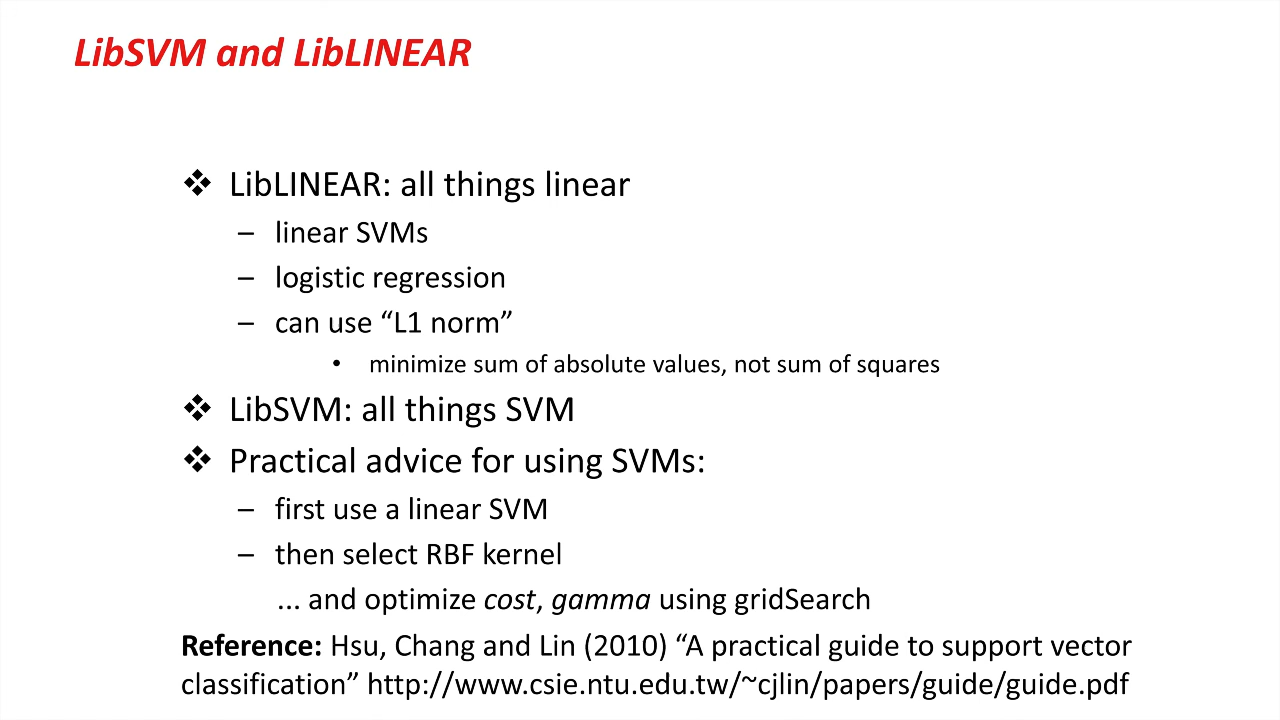 LibSVM and LibLINEAR
❖ LibLINEAR: all things linear
– linear SVMs
– logistic regression
– can use “L1 norm”
• minimize sum of absolute values, not sum of squares
❖ LibSVM: all things SVM
❖ Practical advice for using SVMs:
– first use a linear SVM
– then select RBF kernel
... and optimize cost, gamma using gridSearch
Reference: Hsu, Chang and Lin (2010) “A practical guide to support vector
classification” http://www.csie.ntu.edu.tw/~cjlin/papers/guide/guide.pdf